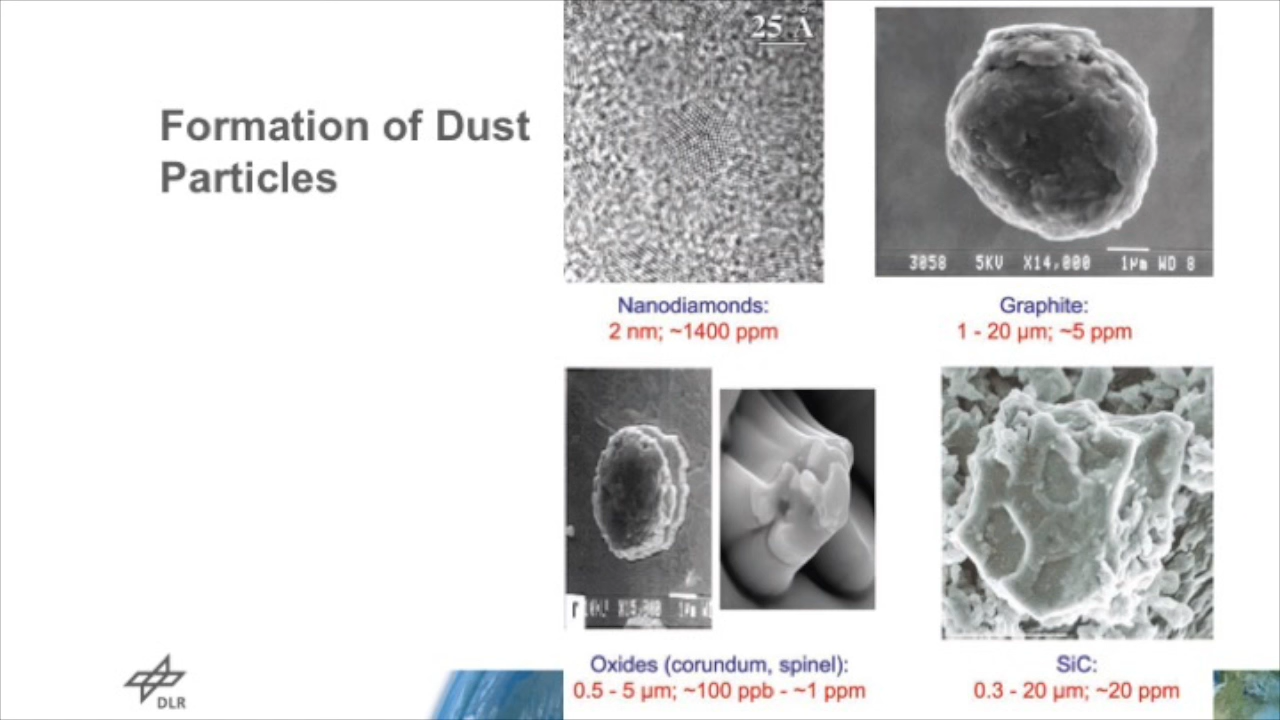 Formation of Dust
Particles
25 Å
3058 5KV X14,000 1µm WD 8
Nanodiamonds:
2 nm; ~1400 ppm
Graphite:
1 - 20 µm; ~5 ppm
1µm
Oxides (corundum, spinel):
0.5 - 5 µm; ~100 ppb - ~1 ppm
SiC:
0.3 - 20 µm; ~20 ppm
DLR